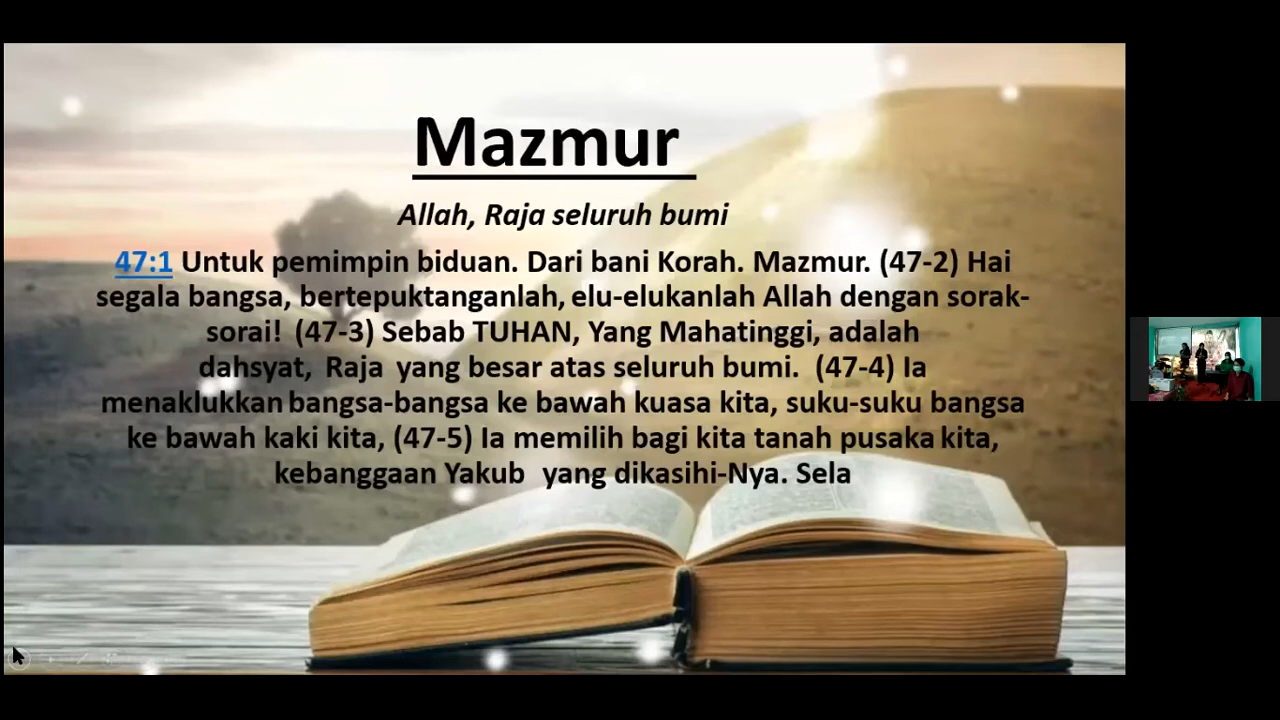 Mazmur
Allah, Raja seluruh bumi
47:1 Untuk pemimpin biduan. Dari bani Korah. Mazmur. (47-2) Hai
segala bangsa, bertepuktanganlah, elu-elukanlah Allah dengan sorak-
sorai! (47-3) Sebab TUHAN, Yang Mahatinggi, adalah
dahsyat, Raja yang besar atas seluruh bumi. (47-4) Ia
menaklukkan bangsa-bangsa ke bawah kuasa kita, suku-suku bangsa
ke bawah kaki kita, (47-5) Ia memilih bagi kita tanah pusaka kita,
kebanggaan Yakub yang dikasihi-Nya. Sela